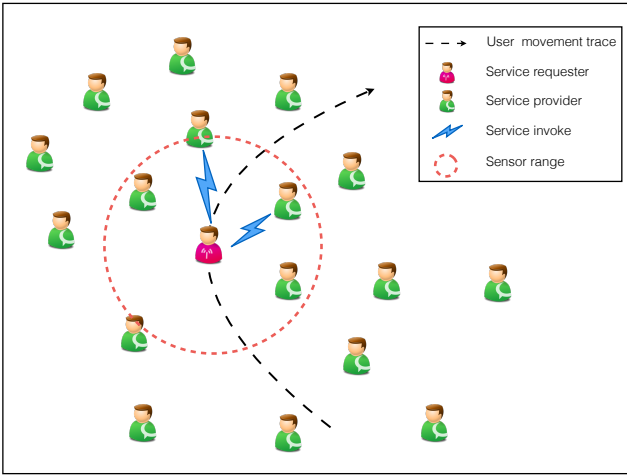 User movement trace
Service requester
Service provider
Service invoke
Sensor range